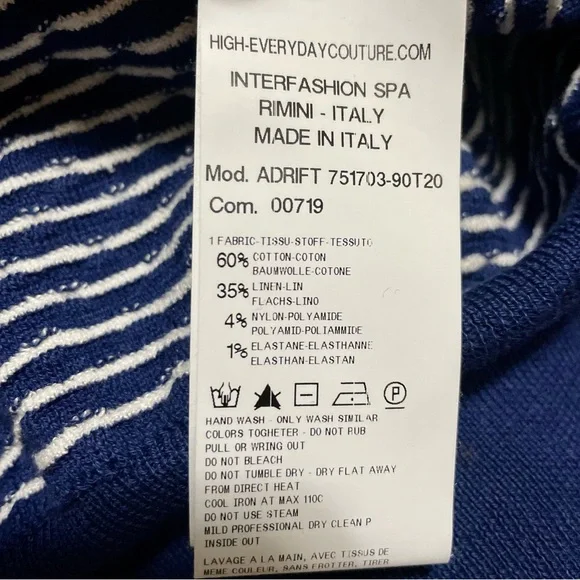 HIGH-EVERYDAYCOUTURE.COM
INTERFASHION SPA
RIMINI - ITALY
MADE IN ITALY
Mod. ADRIFT 751703-90T20
Com. 00719
1 FABRIC-TISSU-STOFF-TESSUTO
60% COTTON-COTON
BAUMWOLLE-COTONE
35% LINEN-LIN
FLACHS-LINO
4% NYLON-POLYAMIDE
POLYAMID-POLIAMMIDE
1% ELASTANE-ELASTHANNE
ELASTHAN-ELASTAN
P
HAND WASH - ONLY WASH SIMILAR
COLORS TOGHETER - DO NOT RUB
PULL OR WRING OUT
DO NOT BLEACH
DO NOT TUMBLE DRY - DRY FLAT AWAY
FROM DIRECT HEAT
COOL IRON AT MAX 110C
DO NOT USE STEAM
MILD PROFESSIONAL DRY CLEAN P
INSIDE OUT
LAVAGE A LA MAIN, AVEC TISSUS DE
MEME COULEUR, SANS FROTTER, TIRER